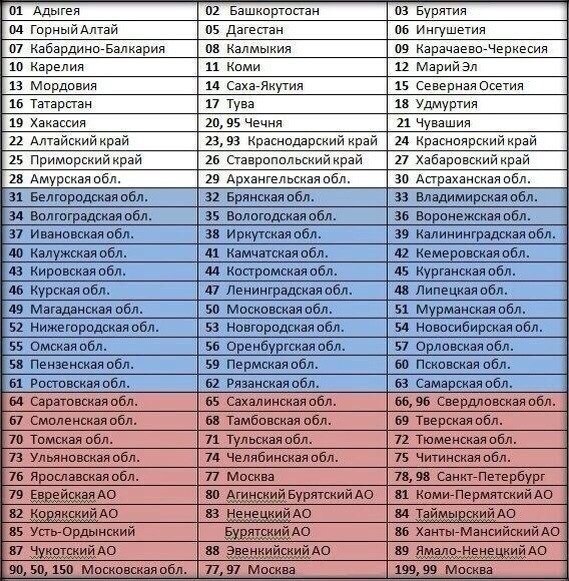 01 Адыгея 02 Башкортостан 03 Бурятия
04 Горный Алтай 05 Дагестан 06 Ингушетия
07 Кабардино-Балкария 08 Калмыкия 09 Карачаево-Черкесия
10 Карелия 11 Коми 12 Марий Эл
13 Мордовия 14 Саха-Якутия 15 Северная Осетия
16 Татарстан 17 Тува 18 Удмуртия
19 Хакассия 20, 95 Чечня 21 Чувашия
22 Алтайский край 23, 93 Краснодарский край 24 Красноярский край
25 Приморский край 26 Ставропольский край 27 Хабаровский край
28 Амурская обл. 29 Архангельская обл. 30 Астраханская обл.
31 Белгородская обл. 32 Брянская обл. 33 Владимирская обл.
34 Волгоградская обл. 35 Вологодская обл. 36 Воронежская обл.
37 Ивановская обл. 38 Иркутская обл. 39 Калининградская обл.
40 Калужская обл. 41 Камчатская обл. 42 Кемеровская обл.
43 Кировская обл. 44 Костромская обл. 45 Курганская обл.
46 Курская обл. 47 Ленинградская обл. 48 Липецкая обл.
49 Магаданская обл. 50 Московская обл. 51 Мурманская обл.
52 Нижегородская обл. 53 Новгородская обл. 54 Новосибирская обл.
55 Омская обл. 56 Оренбургская обл. 57 Орловская обл.
58 Пензенская обл. 59 Пермская обл. 60 Псковская обл.
61 Ростовская обл. 62 Рязанская обл. 63 Самарская обл.
64 Саратовская обл. 65 Сахалинская обл. 66, 96 Свердловская обл.
67 Смоленская обл. 68 Тамбовская обл. 69 Тверская обл.
70 Томская обл. 71 Тульская обл. 72 Тюменская обл.
73 Ульяновская обл. 74 Челябинская обл. 75 Читинская обл.
76 Ярославская обл. 77 Москва 78, 98 Санкт-Петербург
79 Еврейская АО 80 Агинский Бурятский АО 81 Коми-Пермятский АО
82 Корякский АО 83 Ненецкий АО 84 Таймырский АО
85 Усть-Ордынский Бурятский АО 86 Ханты-Мансийский АО
87 Чукотский АО 88 Эвенкийский АО 89 Ямало-Ненецкий АО
90, 50, 150 Московская обл. 77, 97 Москва 199, 99 Москва